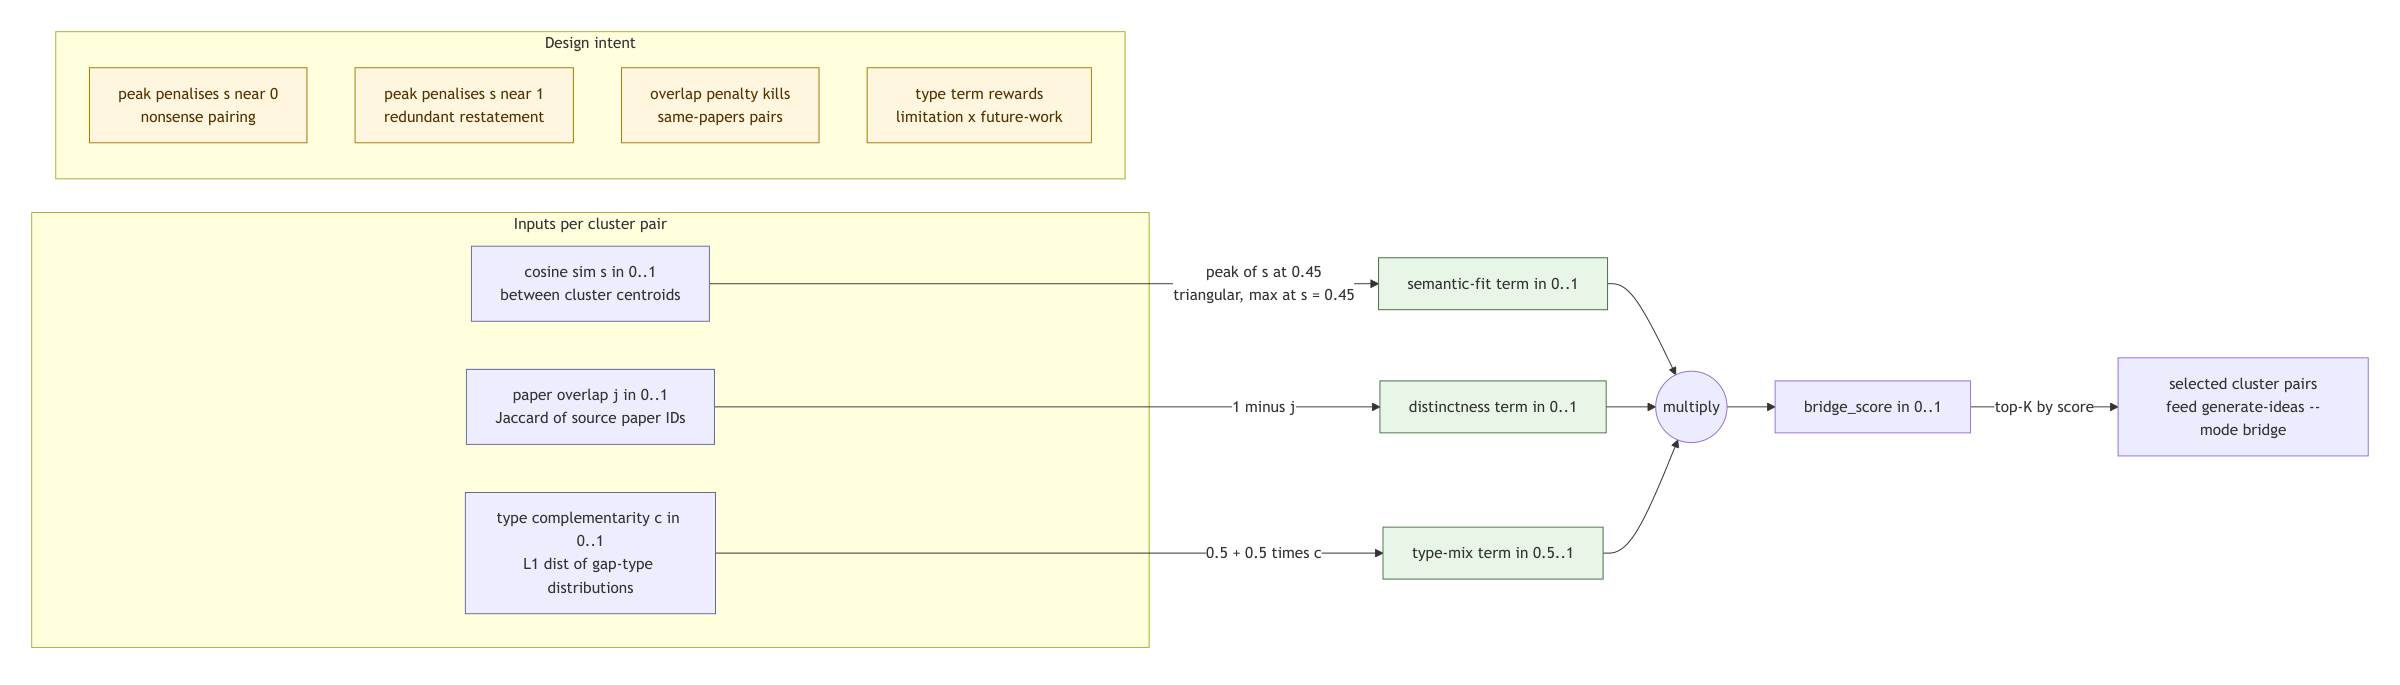 Design intent
peak penalises s near 0
nonsense pairing
peak penalises s near 1
redundant restatement
overlap penalty kills
same-papers pairs
type term rewards
limitation x future-work
Inputs per cluster pair
cosine sim s in 0..1
between cluster centroids
peak of s at 0.45
triangular, max at s = 0.45
semantic-fit term in 0..1
paper overlap j in 0..1
Jaccard of source paper IDs
1 minus j
distinctness term in 0..1
multiply
bridge_score in 0..1
top-K by score
selected cluster pairs
feed generate-ideas --
mode bridge
type complementarity c in
0..1
L1 dist of gap-type
distributions
0.5 + 0.5 times c
type-mix term in 0.5..1